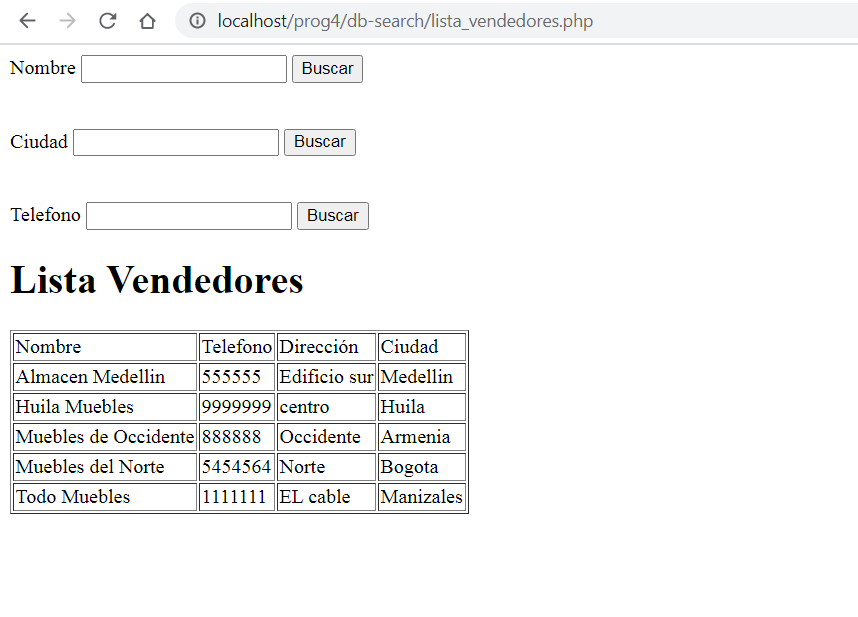 localhost/prog4/db-search/lista_vendedores.php
Nombre Buscar
Ciudad Buscar
Telefono Buscar
Lista Vendedores
Nombre Telefono Dirección Ciudad
Almacen Medellin 555555 Edificio sur Medellin
Huila Muebles 9999999 centro Huila
Muebles de Occidente 888888 Occidente Armenia
Muebles del Norte 5454564 Norte Bogota
Todo Muebles 1111111 EL cable Manizales